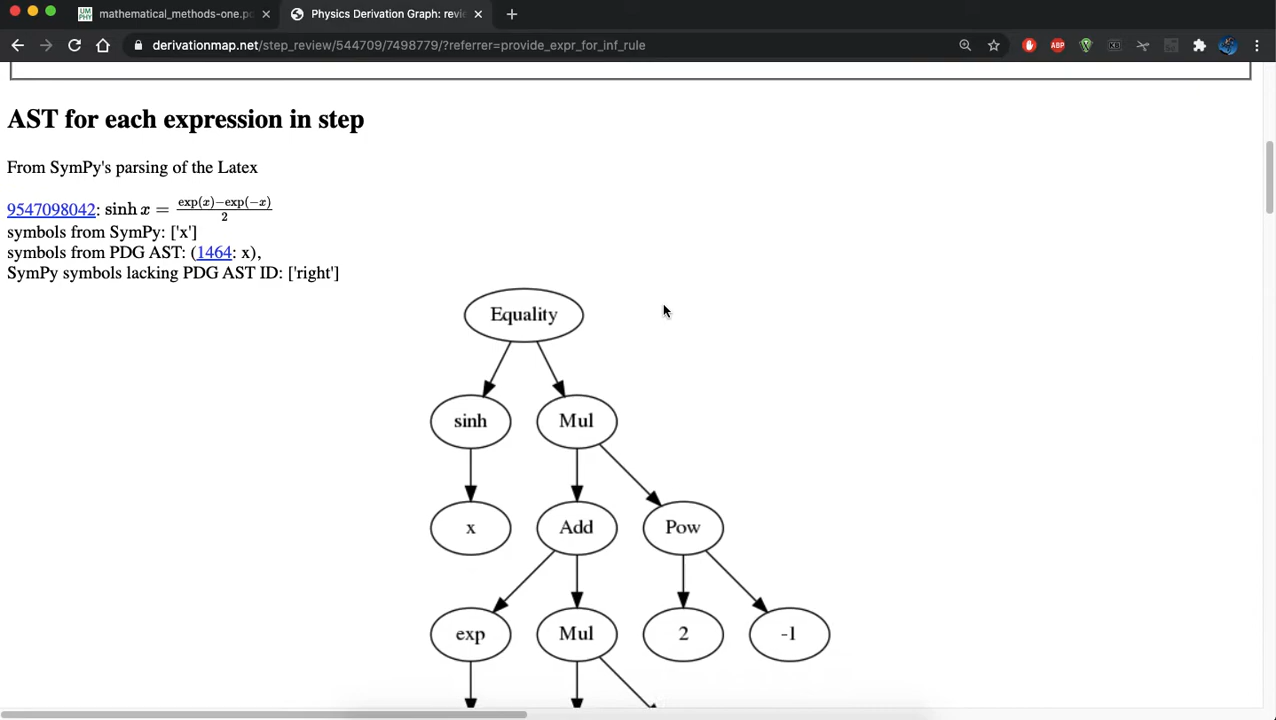 mathematical_methods-one.pc
Physics Derivation Graph: revie
derivationmap.net/step_review/544709/7498779/?referrer=provide_expr_for_inf_rule
AST for each expression in step
From SymPy's parsing of the Latex
9547098042: sinh x = exp(x)−exp(−x) / 2
symbols from SymPy: ['x']
symbols from PDG AST: (1464: x),
SymPy symbols lacking PDG AST ID: ['right']
Equality
sinh Mul
x Add Pow
exp Mul 2 -1